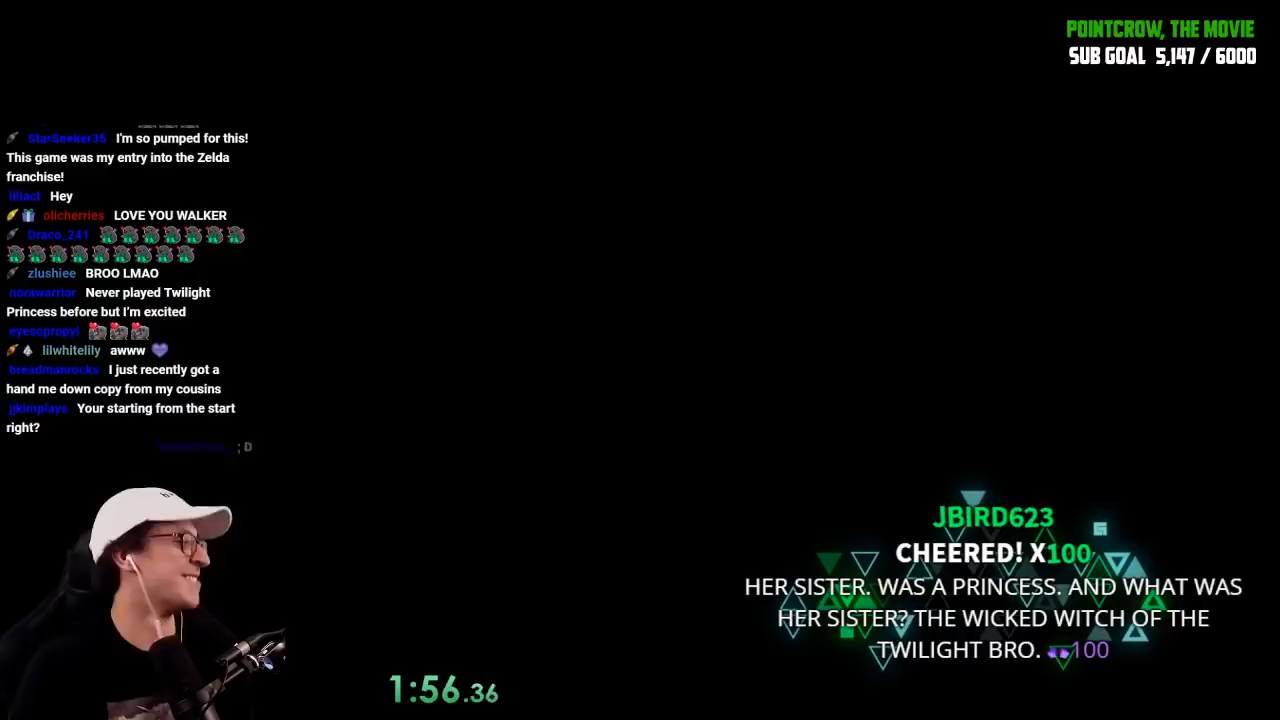 POINTCROW, THE MOVIE
SUB GOAL 5,147 / 6000
StarSeeker35 I'm so pumped for this!
This game was my entry into the Zelda
franchise!
Hey
olicherries LOVE YOU WALKER
Draco_241
zlushiee BROO LMAO
norawarrior Never played Twilight
Princess before but I'm excited
eyesopropyl
lilwhitelily awww
breadmanrocks I just recently got a
hand me down copy from my cousins
jjkimplays Your starting from the start
right?
; D
JBIRD623
CHEERED! X100
HER SISTER. WAS A PRINCESS. AND WHAT WAS
HER SISTER? THE WICKED WITCH OF THE
TWILIGHT BRO. 100
1:56.36